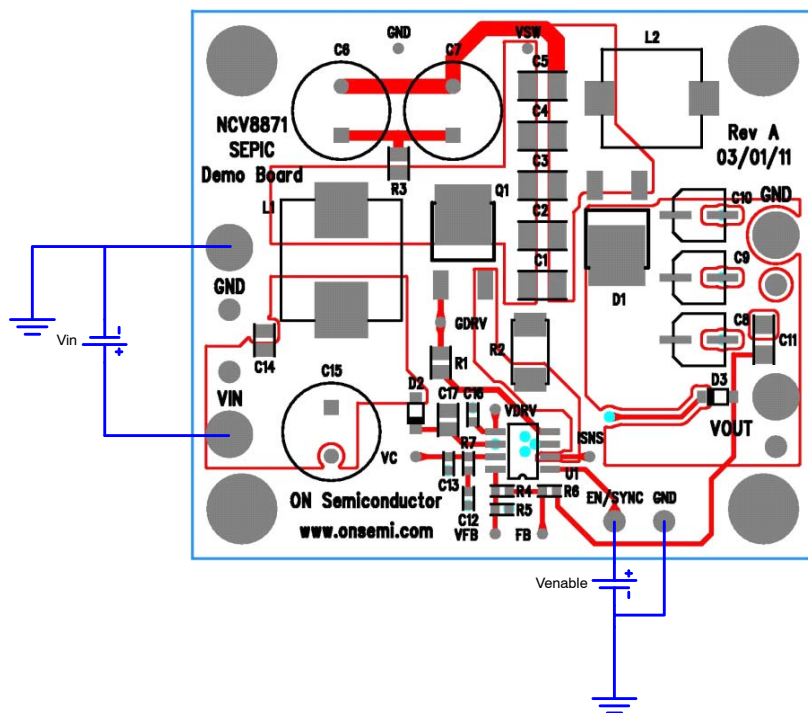 GND
VSW
L2
C6
C7
C5
NCV8871
SEPIC
Demo Board
C4
Rev A
03/01/11
C3
R3
Q1
L1
C2
C10
GND
C1
D1
C9
GND
Vin
GDRV
C8
C11
C14
R1
R2
VIN
C15
D2
C17
C16
VDRV
D3
VOUT
R7
ISNS
VC
C13
U1
ON Semiconductor
R4
R6
EN/SYNC
GND
C12
R5
www.onsemi.com
VFB
FB
Venable